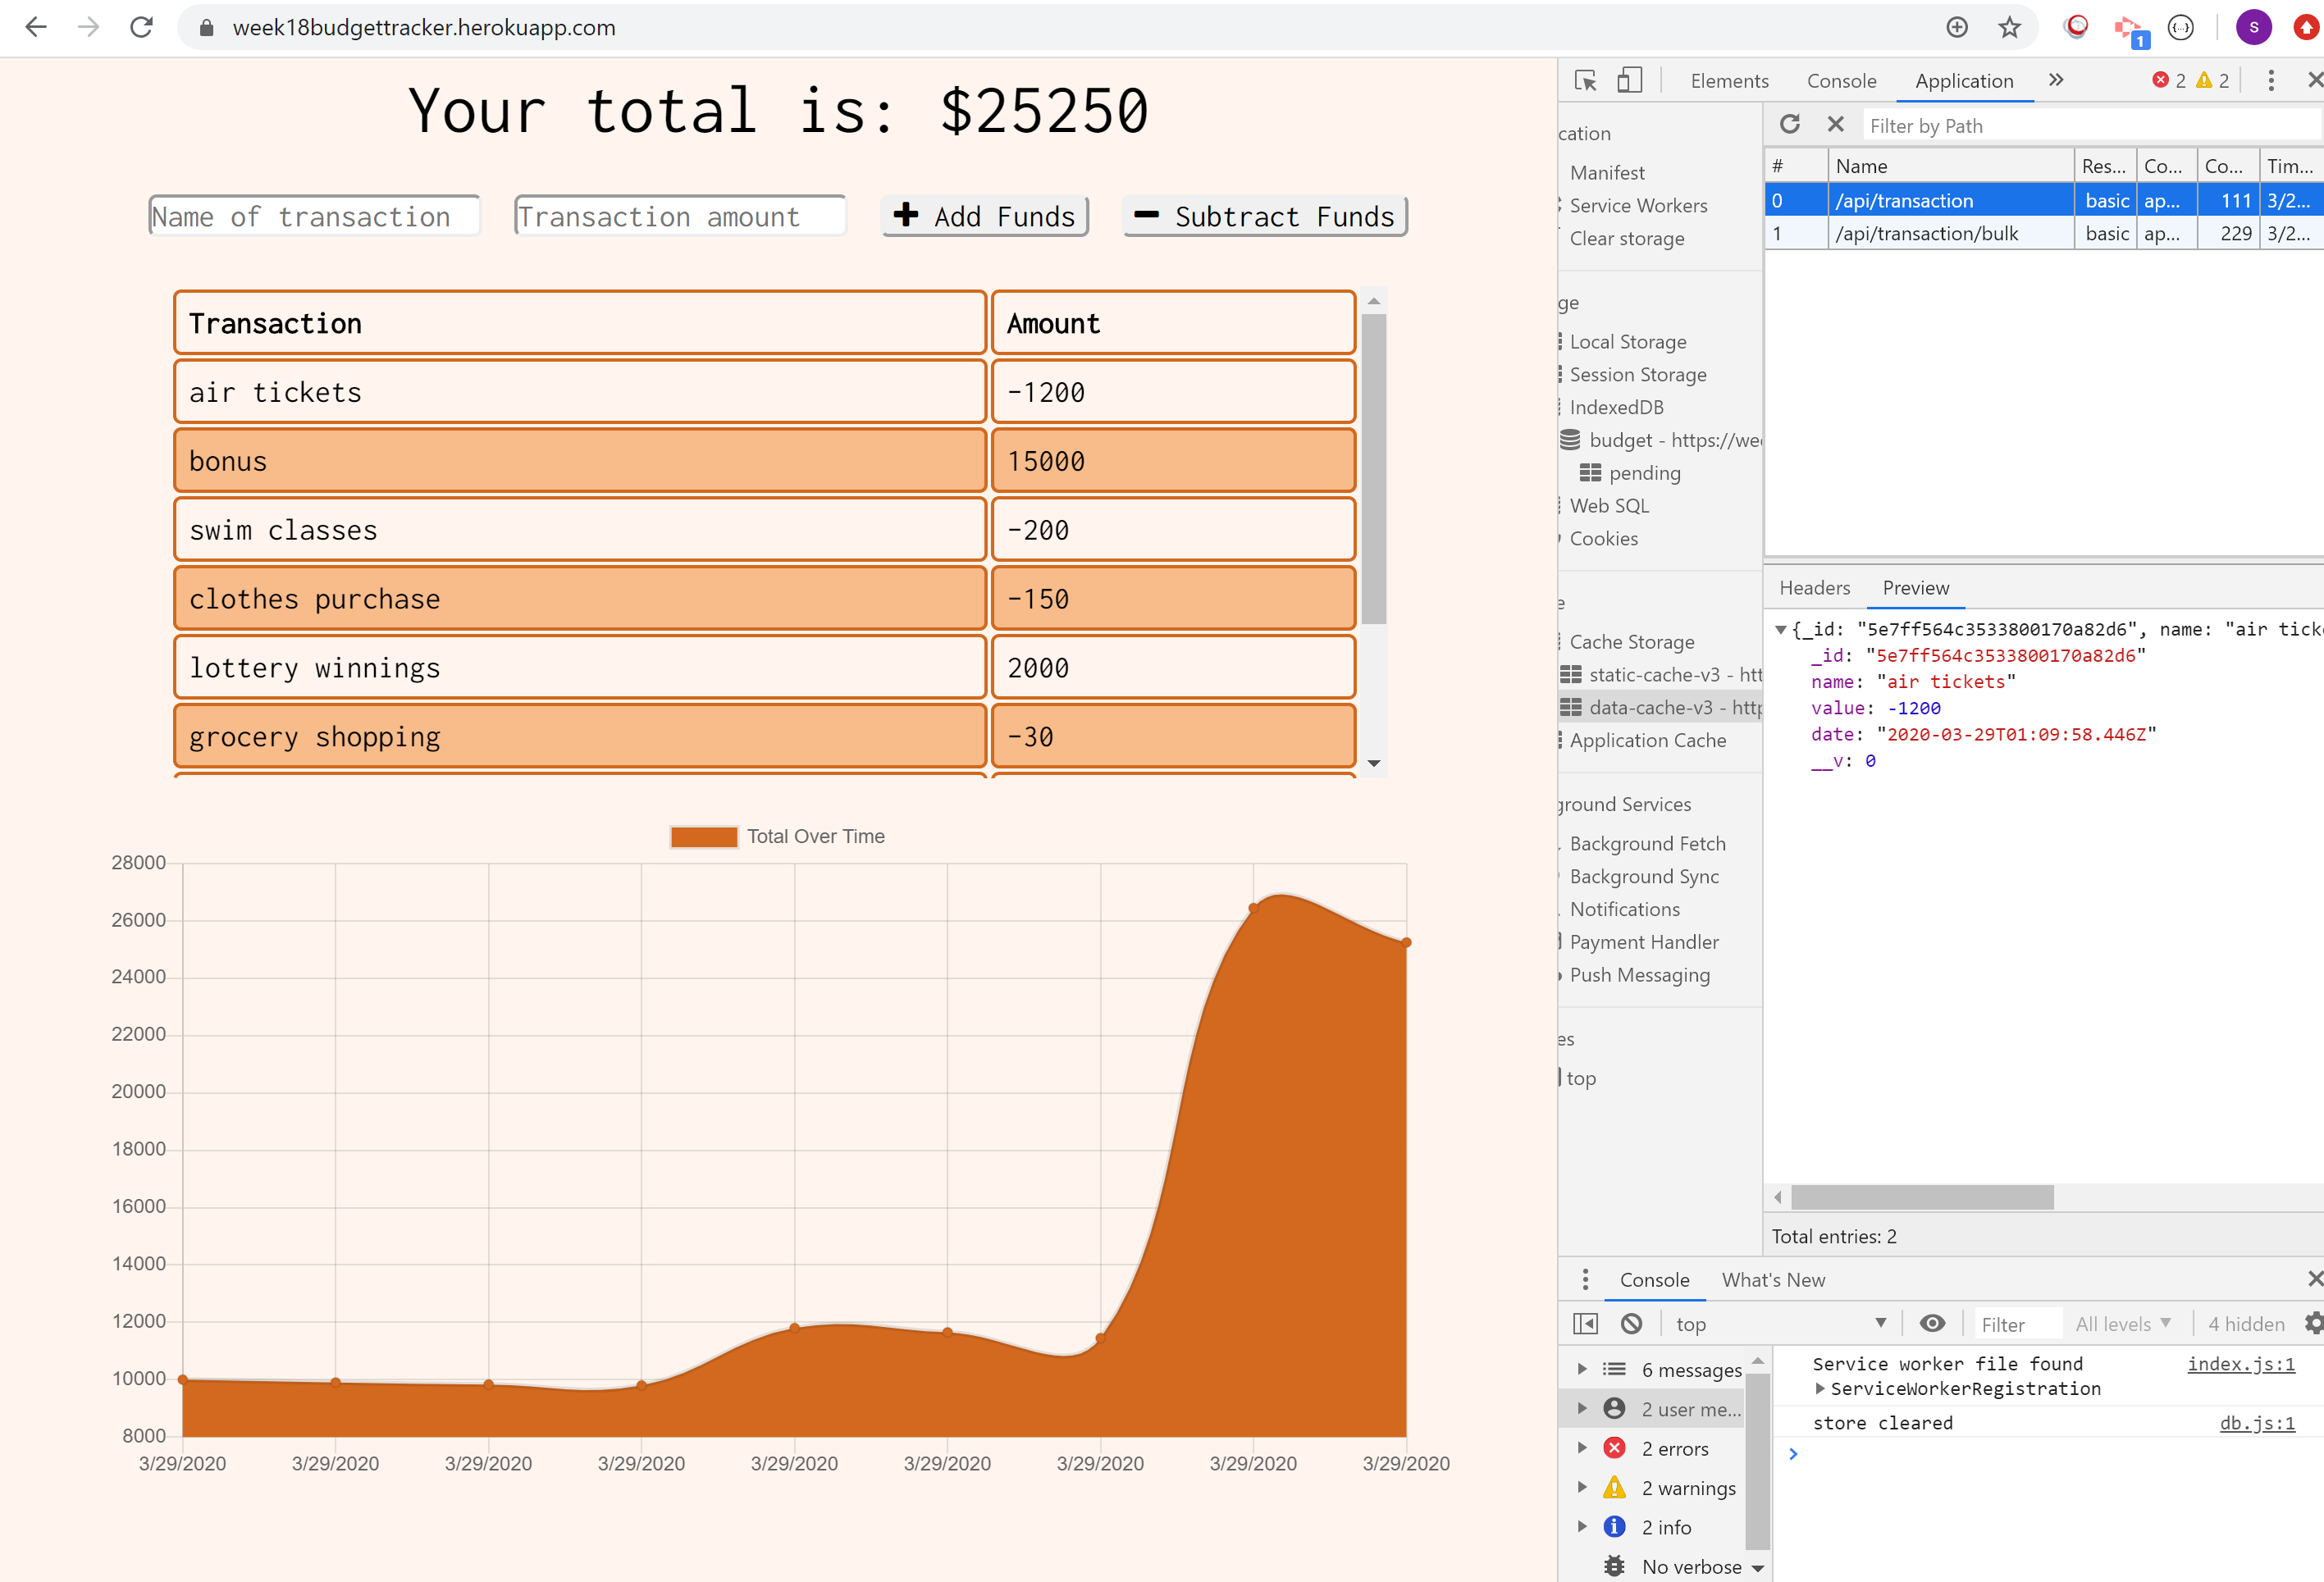 week18budgettracker.herokuapp.com
1
S
Your total is: $25250
Name of transaction
Transaction amount
Add Funds
Subtract Funds
Transaction Amount
air tickets -1200
bonus 15000
swim classes -200
clothes purchase -150
lottery winnings 2000
grocery shopping -30
Total Over Time
28000
26000
24000
22000
20000
18000
16000
14000
12000
10000
8000
3/29/2020 3/29/2020 3/29/2020 3/29/2020 3/29/2020 3/29/2020 3/29/2020 3/29/2020 3/29/2020
Elements Console Application » 2 2
cation
Manifest
Service Workers
Clear storage
ge
Local Storage
Session Storage
IndexedDB
budget - https://wee
pending
Web SQL
Cookies
e
Cache Storage
static-cache-v3 - htt
data-cache-v3 - http
Application Cache
ground Services
Background Fetch
Background Sync
Notifications
Payment Handler
Push Messaging
es
top
Filter by Path
# Name Res... Co... Co... Tim...
0 /api/transaction basic ap... 111 3/2...
1 /api/transaction/bulk basic ap... 229 3/2...
Headers Preview
{_id: "5e7ff564c3533800170a82d6", name: "air tick
_id: "5e7ff564c3533800170a82d6"
name: "air tickets"
value: -1200
date: "2020-03-29T01:09:58.446Z"
__v: 0
Total entries: 2
Console What's New
top Filter All levels 4 hidden
6 messages
2 user me...
2 errors
2 warnings
2 info
No verbose
Service worker file found index.js:1
ServiceWorkerRegistration
store cleared db.js:1